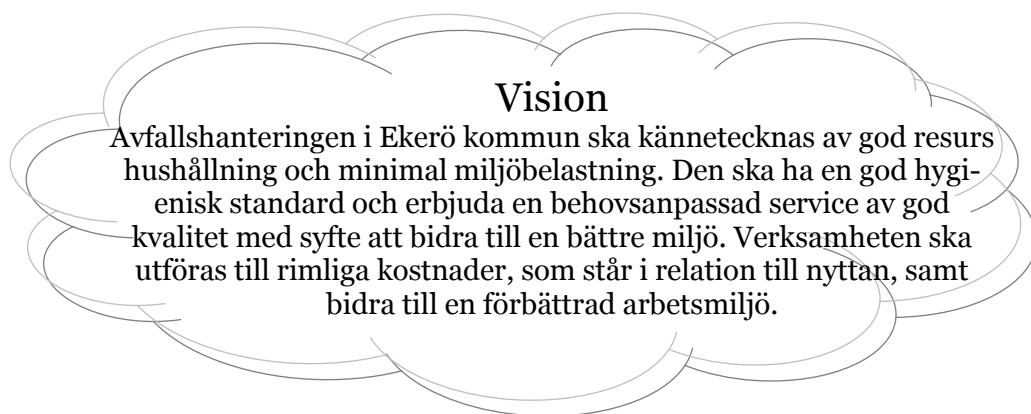 Vision
Avfallshanteringen i Ekerö kommun ska kännetecknas av god resurs
hushållning och minimal miljöbelastning. Den ska ha en god hygi-
enisk standard och erbjuda en behovsanpassad service av god
kvalitet med syfte att bidra till en bättre miljö. Verksamheten ska
utföras till rimliga kostnader, som står i relation till nyttan, samt
bidra till en förbättrad arbetsmiljö.